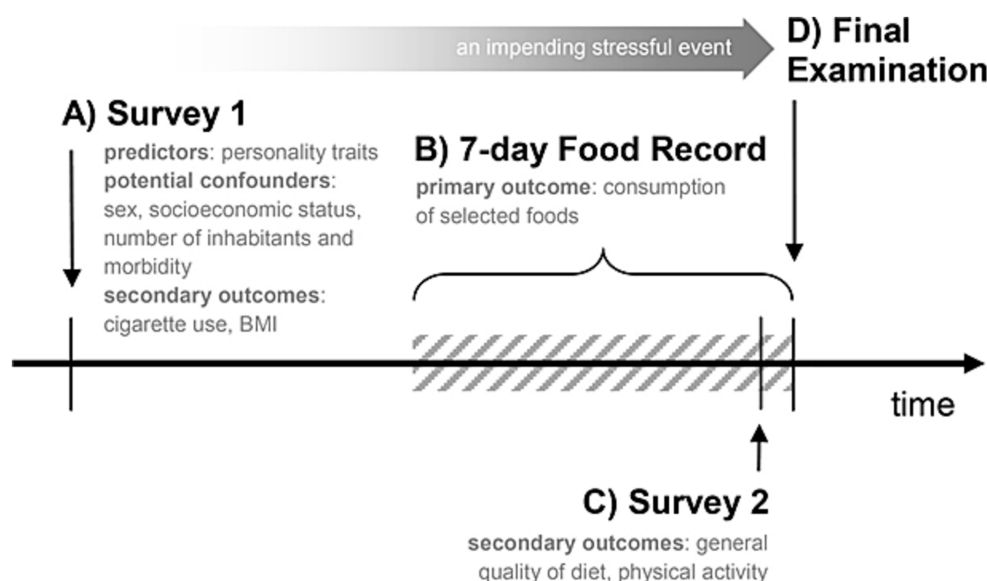 an impending stressful event
D) Final
Examination
A) Survey 1
predictors: personality traits
potential confounders:
sex, socioeconomic status,
number of inhabitants and
morbidity
secondary outcomes:
cigarette use, BMI
B) 7-day Food Record
primary outcome: consumption
of selected foods
time
C) Survey 2
secondary outcomes: general
quality of diet, physical activity